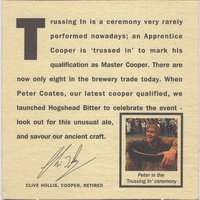 Trussing In is a ceremony very rarely
performed nowadays; an Apprentice
Cooper is 'trussed in' to mark his
qualification as Master Cooper. There are
now only eight in the brewery trade today. When
Peter Coates, our latest cooper qualified, we
launched Hogshead Bitter to celebrate the event -
look out for this unusual ale,
and savour our ancient craft.
CLIVE HOLLIS, COOPER, RETIRED
Peter in the
'Trussing In' ceremony